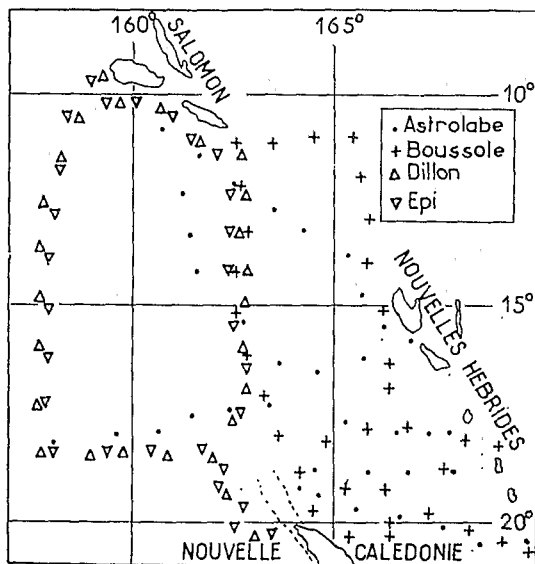 160°
165°
SALOMON
10°
Astrolabe
Boussole
Dillon
Epi
15°
NOUVELLES HEBRIDES
20°
NOUVELLE CALEDONIE